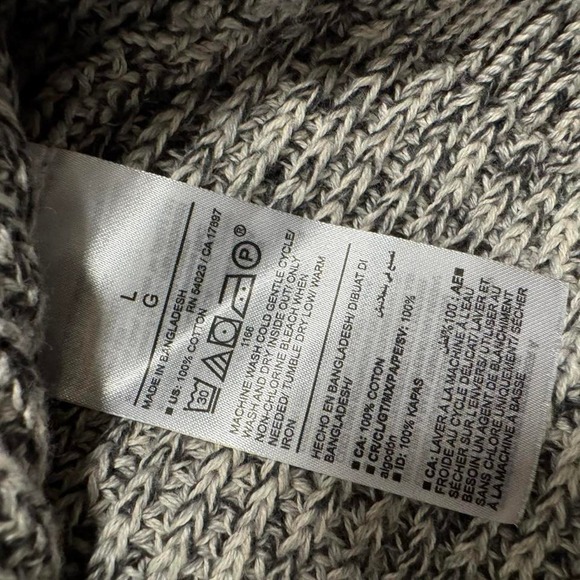 L
G
MADE IN BANGLADESH
RN 54023 / CA 17897
■ US: 100% COTTON
30
P
®
1166
MACHINE WASH COLD GENTLE CYCLE/
WASH AND DRY INSIDE OUT/ ONLY
NON-CHLORINE BLEACH WHEN
NEEDED/ TUMBLE DRY LOW/ WARM
IRON
HECHO EN BANGLADESH/ DIBUAT DI
BANGLADESH/
■ CA: 100% COTTON
■ CR/CL/GT/MX/PA/PE/SV: 100%
algodón
■ ID: 100% KAPAS
■ AE: 100%
■ CA: LAVER À LA MACHINE À L'EAU
FROIDE AU CYCLE DÉLICAT/ LAVER ET
SÉCHER SUR L'ENVERS/ UTILISER AU
BESOIN UN AGENT DE BLANCHIMENT
SANS CHLORE UNIQUEMENT/ SÉCHER
À LA MACHINE À BASSE